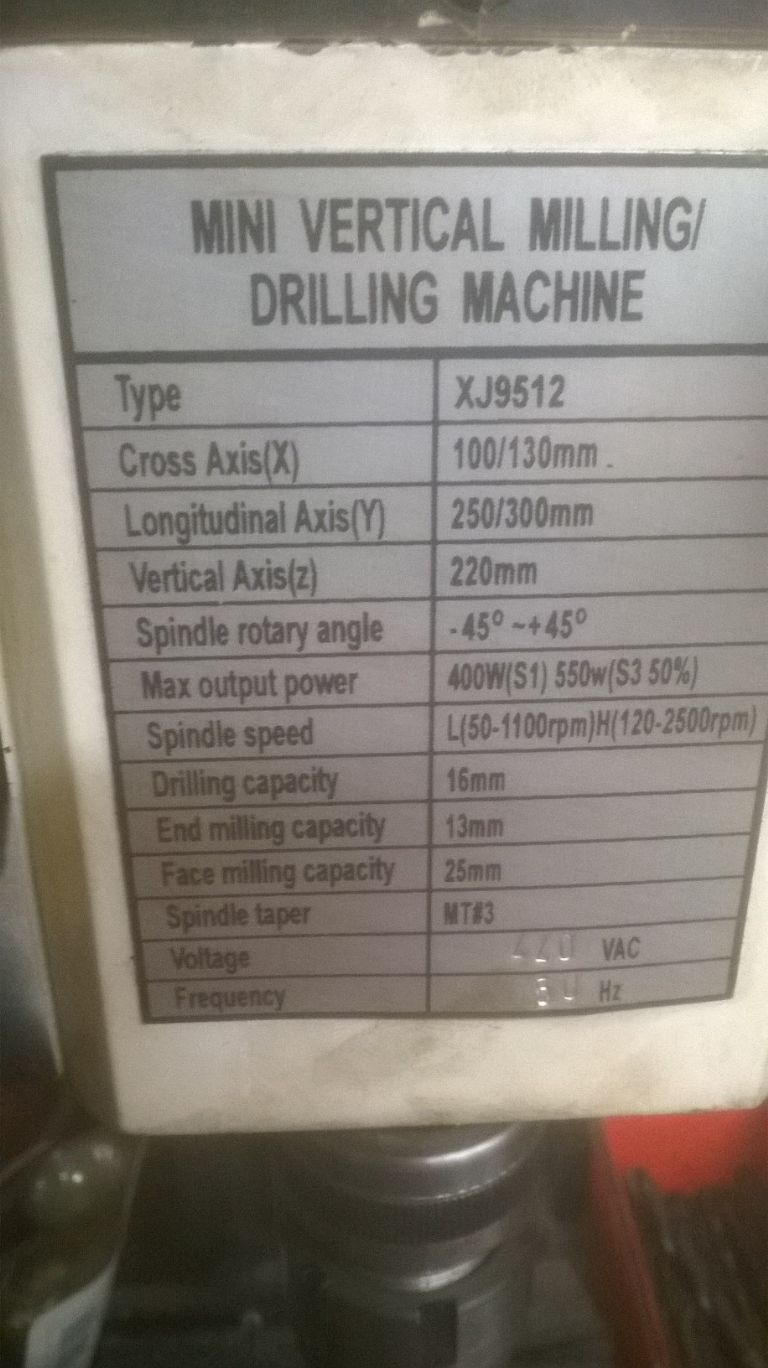 MINI VERTICAL MILLING/
DRILLING MACHINE
Type XJ9512
Cross Axis(X) 100/130mm .
Longitudinal Axis(Y) 250/300mm
Vertical Axis(z) 220mm
Spindle rotary angle -45° ~+45°
Max output power 400W(S1) 550w(S3 50%)
Spindle speed L(50-1100rpm)H(120-2500rpm)
Drilling capacity 16mm
End milling capacity 13mm
Face milling capacity 25mm
Spindle taper MT#3
Voltage VAC
Frequency Hz